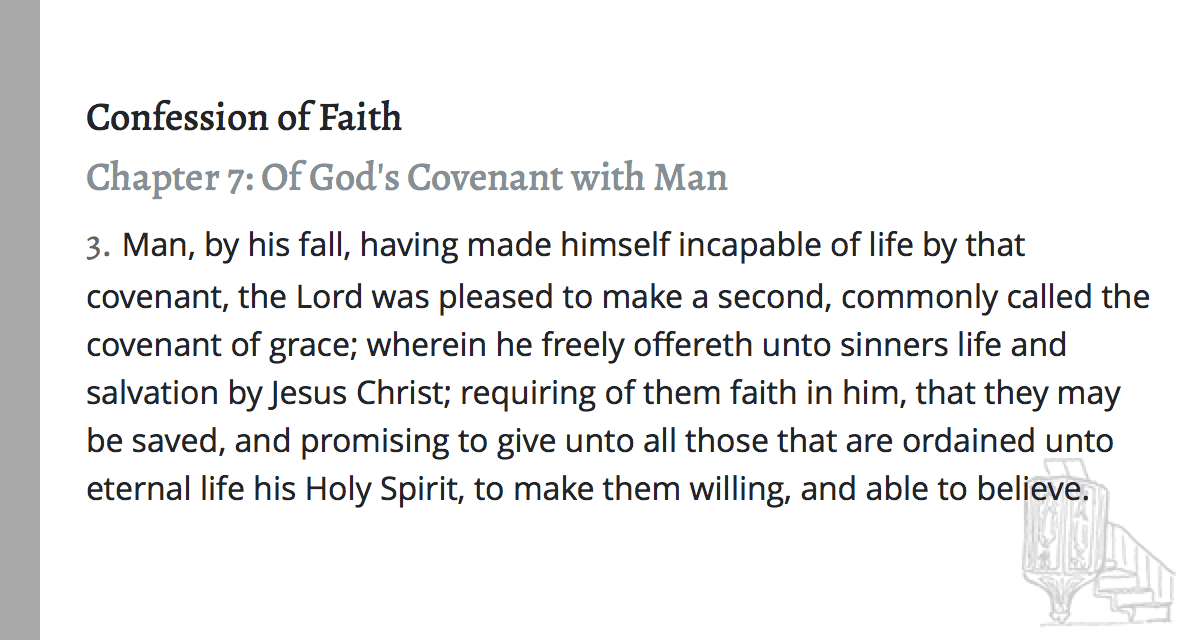 Confession of Faith
Chapter 7: Of God's Covenant with Man
3. Man, by his fall, having made himself incapable of life by that
covenant, the Lord was pleased to make a second, commonly called the
covenant of grace; wherein he freely offereth unto sinners life and
salvation by Jesus Christ; requiring of them faith in him, that they may
be saved, and promising to give unto all those that are ordained unto
eternal life his Holy Spirit, to make them willing, and able to believe.